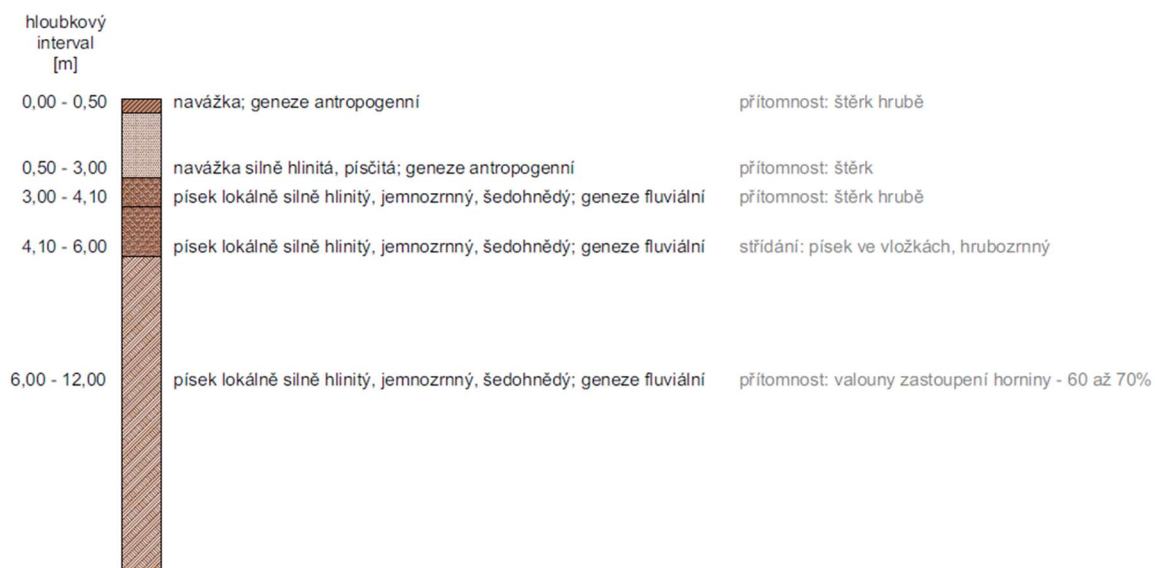 hloubkový
interval
[m]
0,00 - 0,50 navážka; geneze antropogenní přítomnost: štěrk hrubě
0,50 - 3,00 navážka silně hlinitá, písčitá; geneze antropogenní přítomnost: štěrk
3,00 - 4,10 písek lokálně silně hlinitý, jemnozrnný, šedohnědý; geneze fluviální přítomnost: štěrk hrubě
4,10 - 6,00 písek lokálně silně hlinitý, jemnozrnný, šedohnědý; geneze fluviální střídání: písek ve vložkách, hrubozrnný
6,00 - 12,00 písek lokálně silně hlinitý, jemnozrnný, šedohnědý; geneze fluviální přítomnost: valouny zastoupení horniny - 60 až 70%